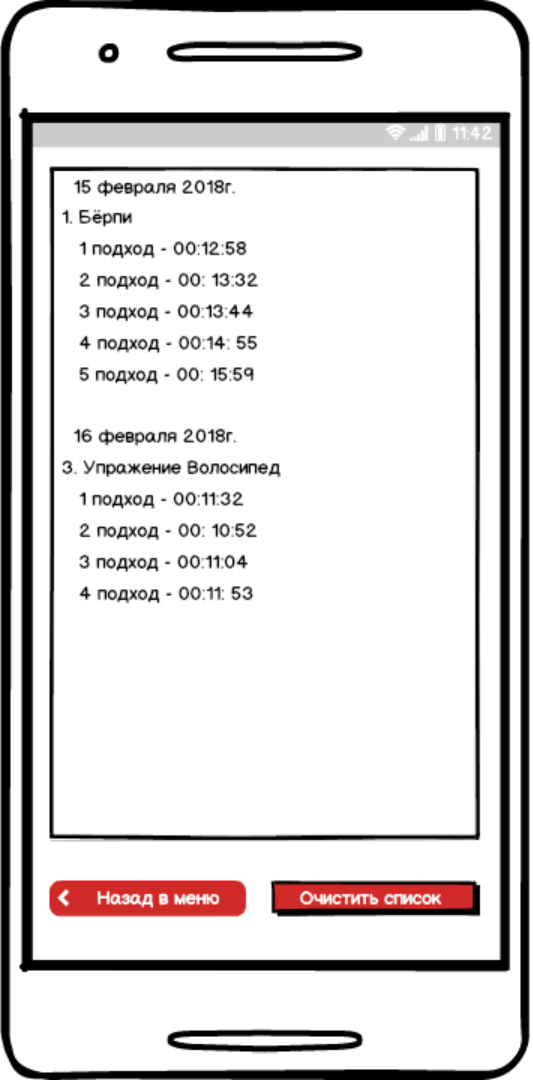 11:42
15 февраля 2018г.
1. Бёрпи
1 подход - 00:12:58
2 подход - 00: 13:32
3 подход - 00:13:44
4 подход - 00:14: 55
5 подход - 00: 15:59
16 февраля 2018г.
3. Упражение Волосипед
1 подход - 00:11:32
2 подход - 00: 10:52
3 подход - 00:11:04
4 подход - 00:11: 53
Назад в меню
Очистить список